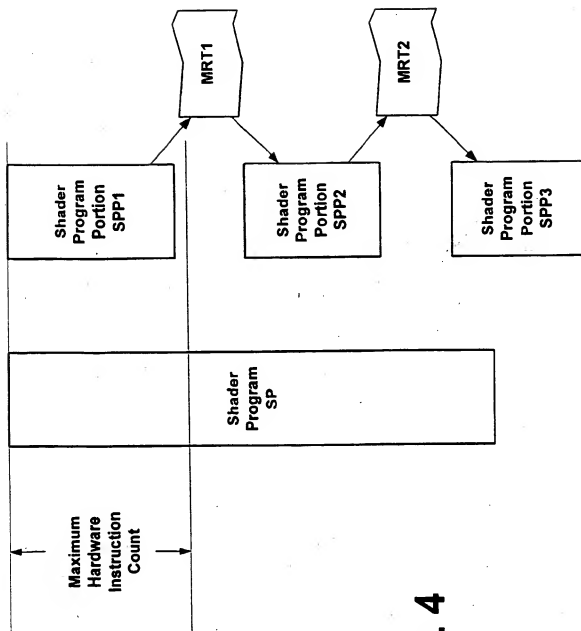 Maximum
Hardware
Instruction
Count
Shader
Program
SP
Shader
Program
Portion
SPP1
MRT1
Shader
Program
Portion
SPP2
MRT2
Shader
Program
Portion
SPP3
. 4